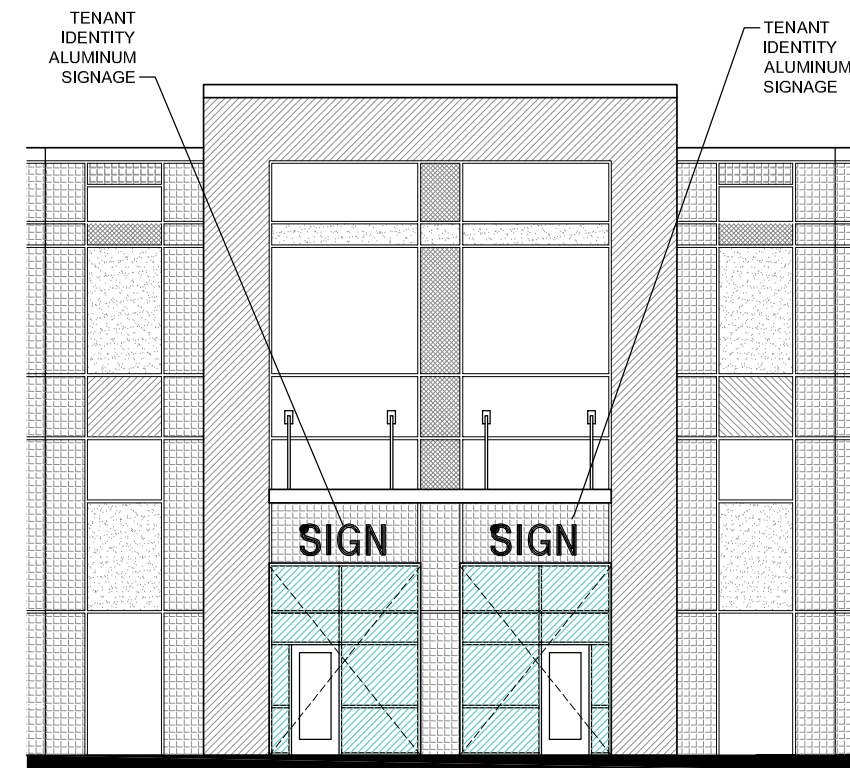 TENANT
IDENTITY
ALUMINUM
SIGNAGE
TENANT
IDENTITY
ALUMINUM
SIGNAGE
SIGN
SIGN